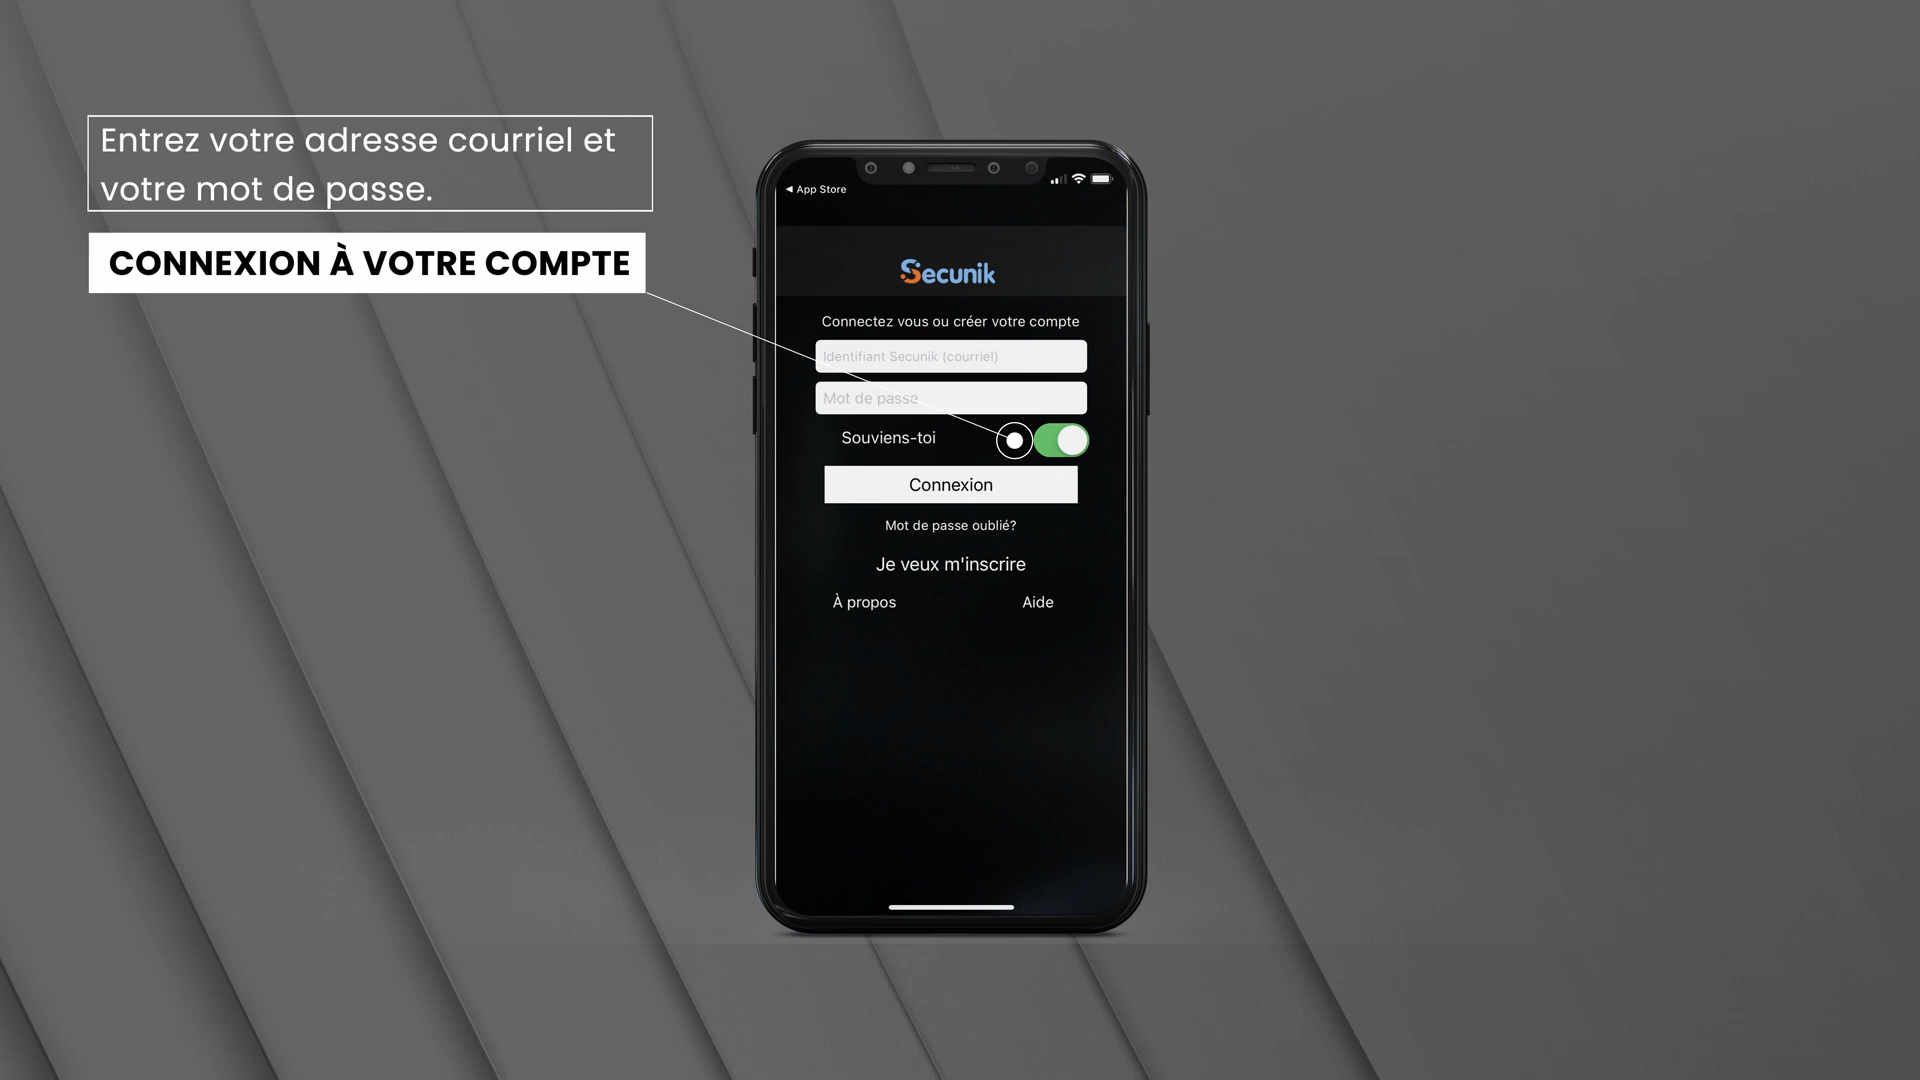 Entrez votre adresse courriel et
votre mot de passe.
CONNEXION À VOTRE COMPTE
◀ App Store
Secunik
Connectez vous ou créer votre compte
Identifiant Secunik (courriel)
Mot de passe
Souviens-toi
Connexion
Mot de passe oublié?
Je veux m'inscrire
À propos
Aide